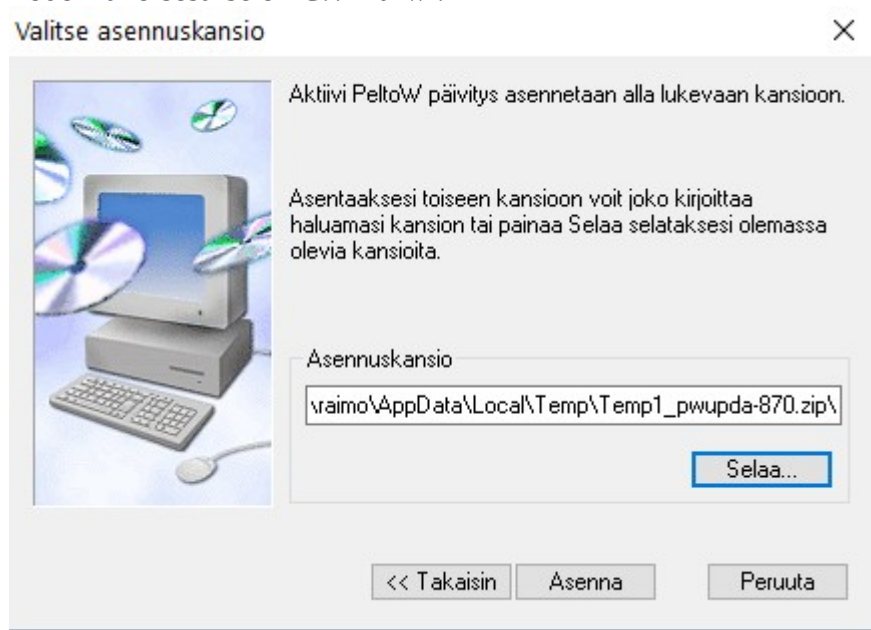 Valitse asennuskansio
Aktiivi PeltoW päivitys asennetaan alla lukevaan kansioon.
Asentaaksesi toiseen kansioon voit joko kirjoittaa
haluamasi kansion tai painaa Selaa selataksesi olemassa
olevia kansioita.
Asennuskansio
\raimo\AppData\Local\Temp\Temp1_pwupda-870.zip\
Selaa...
<< Takaisin
Asenna
Peruuta